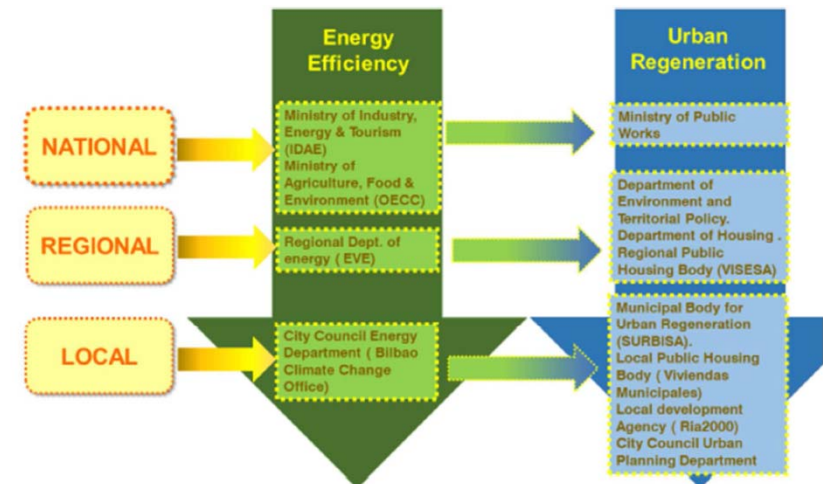 Energy
Efficiency
Urban
Regeneration
NATIONAL
Ministry of Industry,
Energy & Tourism
(IDAE)
Ministry of
Agriculture, Food &
Environment (OECC)
Ministry of Public
Works
REGIONAL
Regional Dept. of
energy ( EVE)
Department of
Environment and
Territorial Policy.
Department of Housing .
Regional Public
Housing Body (VISESA)
LOCAL
City Council Energy
Department ( Bilbao
Climate Change
Office)
Municipal Body for
Urban Regeneration
(SURBISA).
Local Public Housing
Body ( Viviendas
Municipales)
Local development
Agency ( Ria2000)
City Council Urban
Planning Department